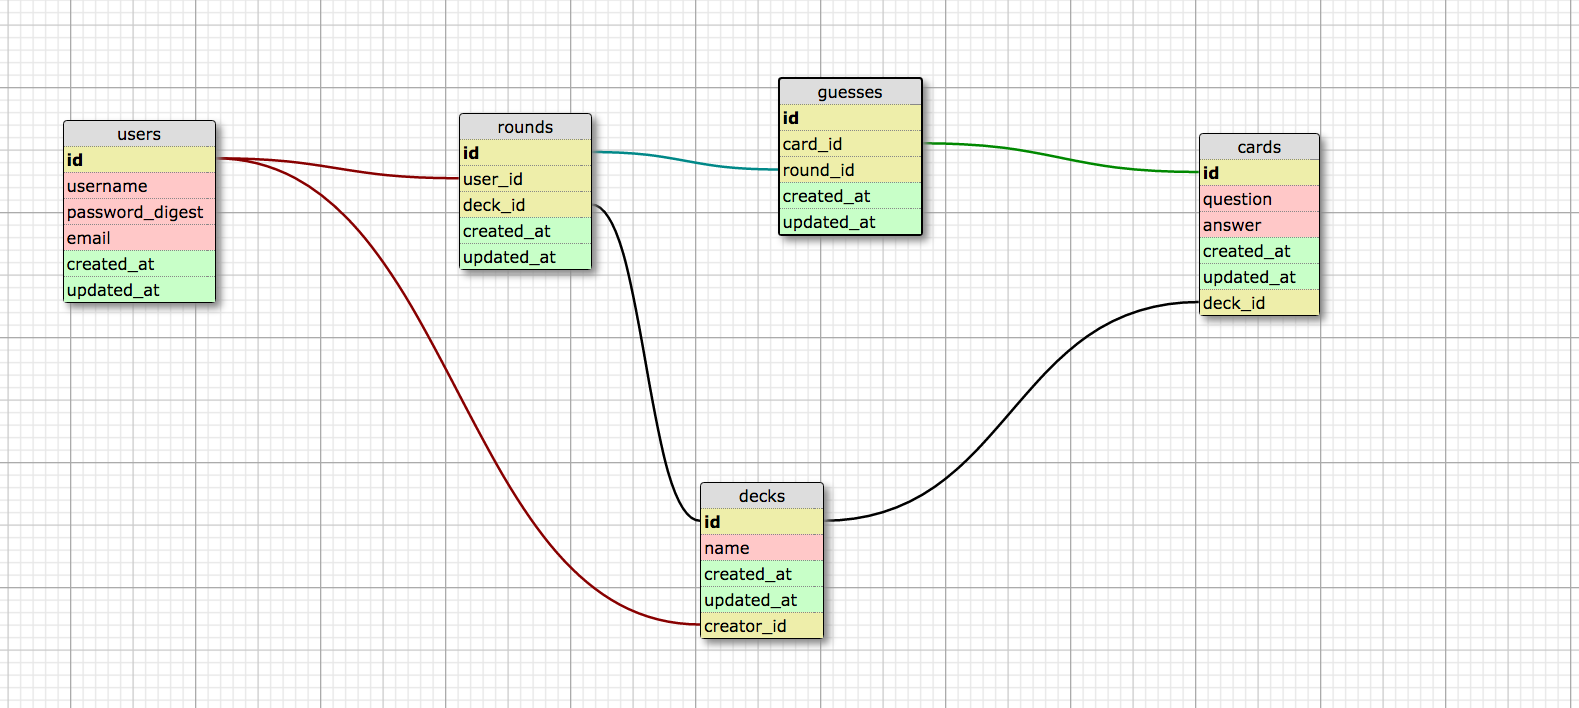 users
id
username
password_digest
email
created_at
updated_at
rounds
id
user_id
deck_id
created_at
updated_at
guesses
id
card_id
round_id
created_at
updated_at
cards
id
question
answer
created_at
updated_at
deck_id
decks
id
name
created_at
updated_at
creator_id